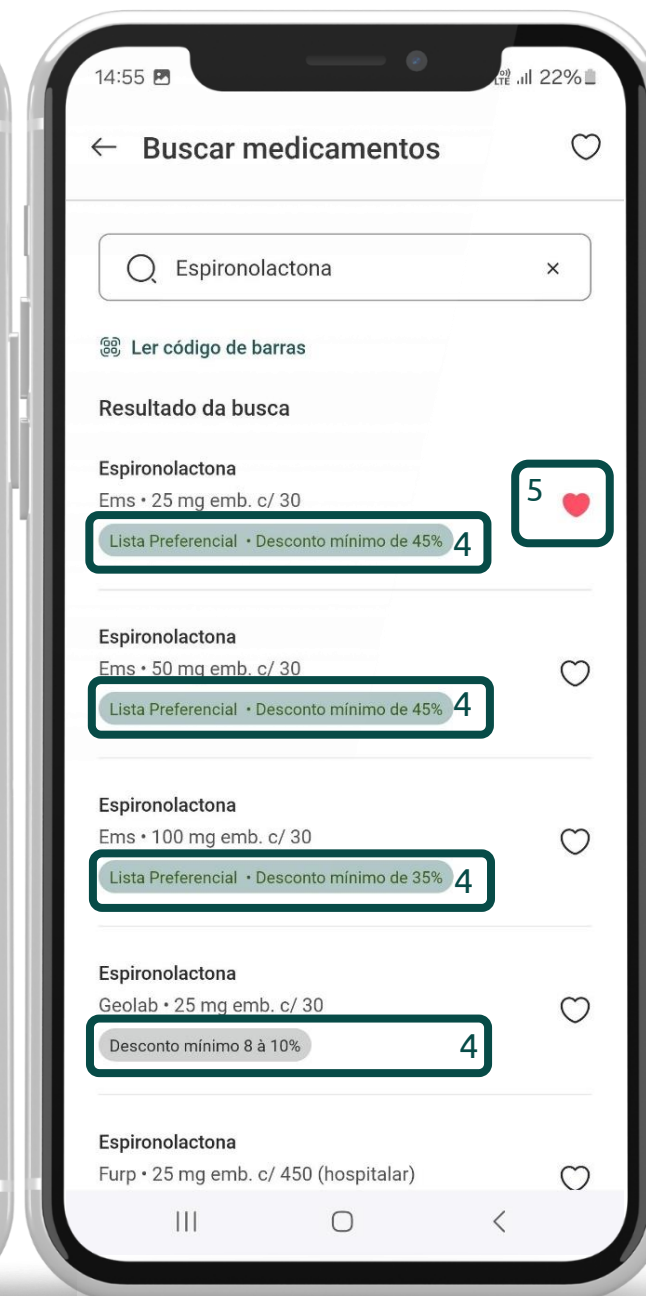 14:55
LTE 22%
Buscar medicamentos
Espironolactona ×
Ler código de barras
Resultado da busca
Espironolactona
Ems • 25 mg emb. c/ 30
5
Lista Preferencial • Desconto mínimo de 45% 4
Espironolactona
Ems • 50 mg emb. c/ 30
Lista Preferencial • Desconto mínimo de 45% 4
Espironolactona
Ems • 100 mg emb. c/ 30
Lista Preferencial • Desconto mínimo de 35% 4
Espironolactona
Geolab • 25 mg emb. c/ 30
Desconto mínimo 8 à 10% 4
Espironolactona
Furp • 25 mg emb. c/ 450 (hospitalar)